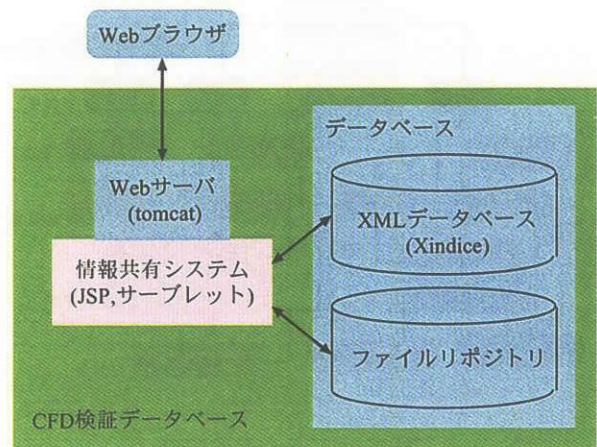 Webブラウザ
データベース
Webサーバ
(tomcat)
XMLデータベース
(Xindice)
情報共有システム
(JSP,サーブレット)
ファイルリポジトリ
CFD検証データベース